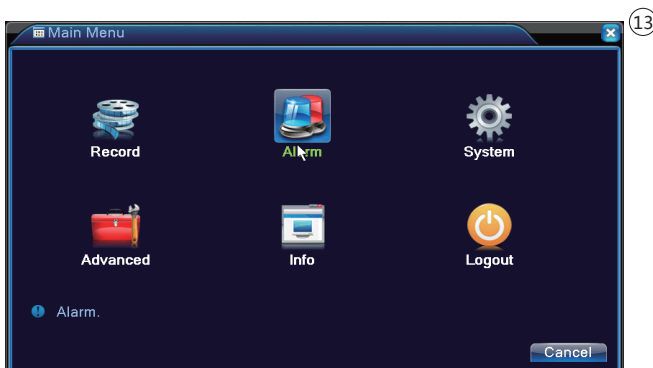 Main Menu
⑬
Record
Alarm
System
Advanced
Info
Logout
Alarm.
Cancel